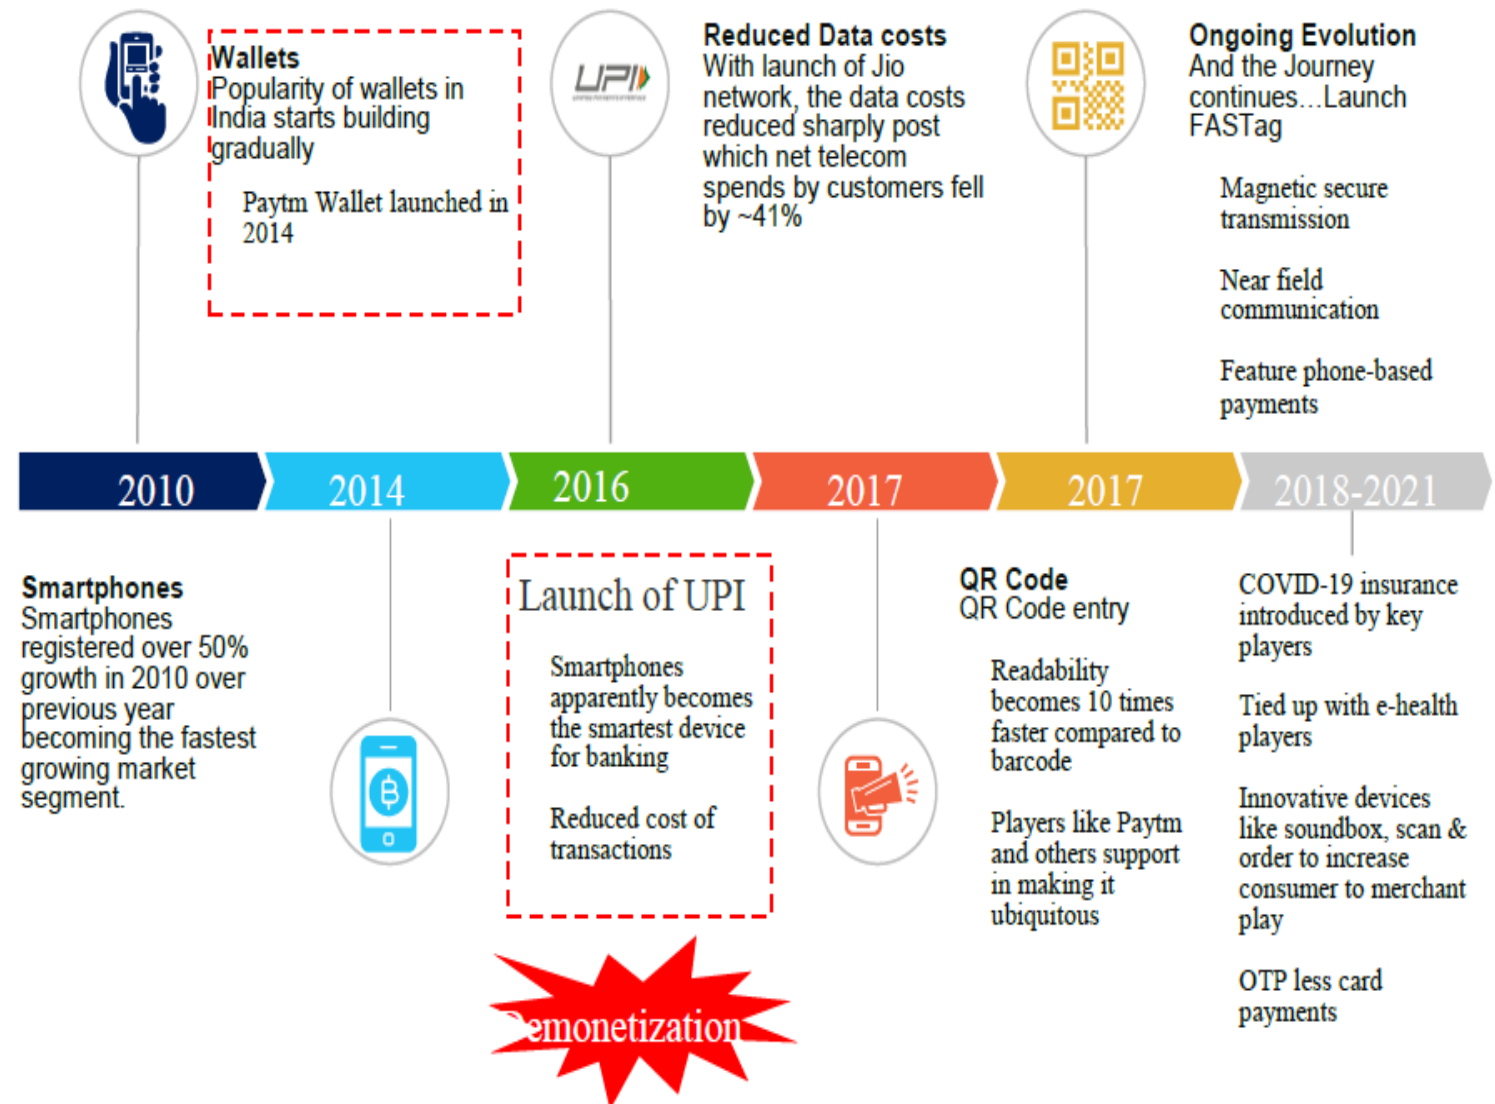 Wallets
Popularity of wallets in
India starts building
gradually
Paytm Wallet launched in
2014
UPI
Reduced Data costs
With launch of Jio
network, the data costs
reduced sharply post
which net telecom
spends by customers fell
by ~41%
Ongoing Evolution
And the Journey
continues...Launch
FASTag
Magnetic secure
transmission
Near field
communication
Feature phone-based
payments
2010
2014
2016
2017
2017
2018-2021
Smartphones
Smartphones
registered over 50%
growth in 2010 over
previous year
becoming the fastest
growing market
segment.
Launch of UPI
Smartphones
apparently becomes
the smartest device
for banking
Reduced cost of
transactions
Demonetization
QR Code
QR Code entry
Readability
becomes 10 times
faster compared to
barcode
Players like Paytm
and others support
in making it
ubiquitous
COVID-19 insurance
introduced by key
players
Tied up with e-health
players
Innovative devices
like soundbox, scan &
order to increase
consumer to merchant
play
OTP less card
payments